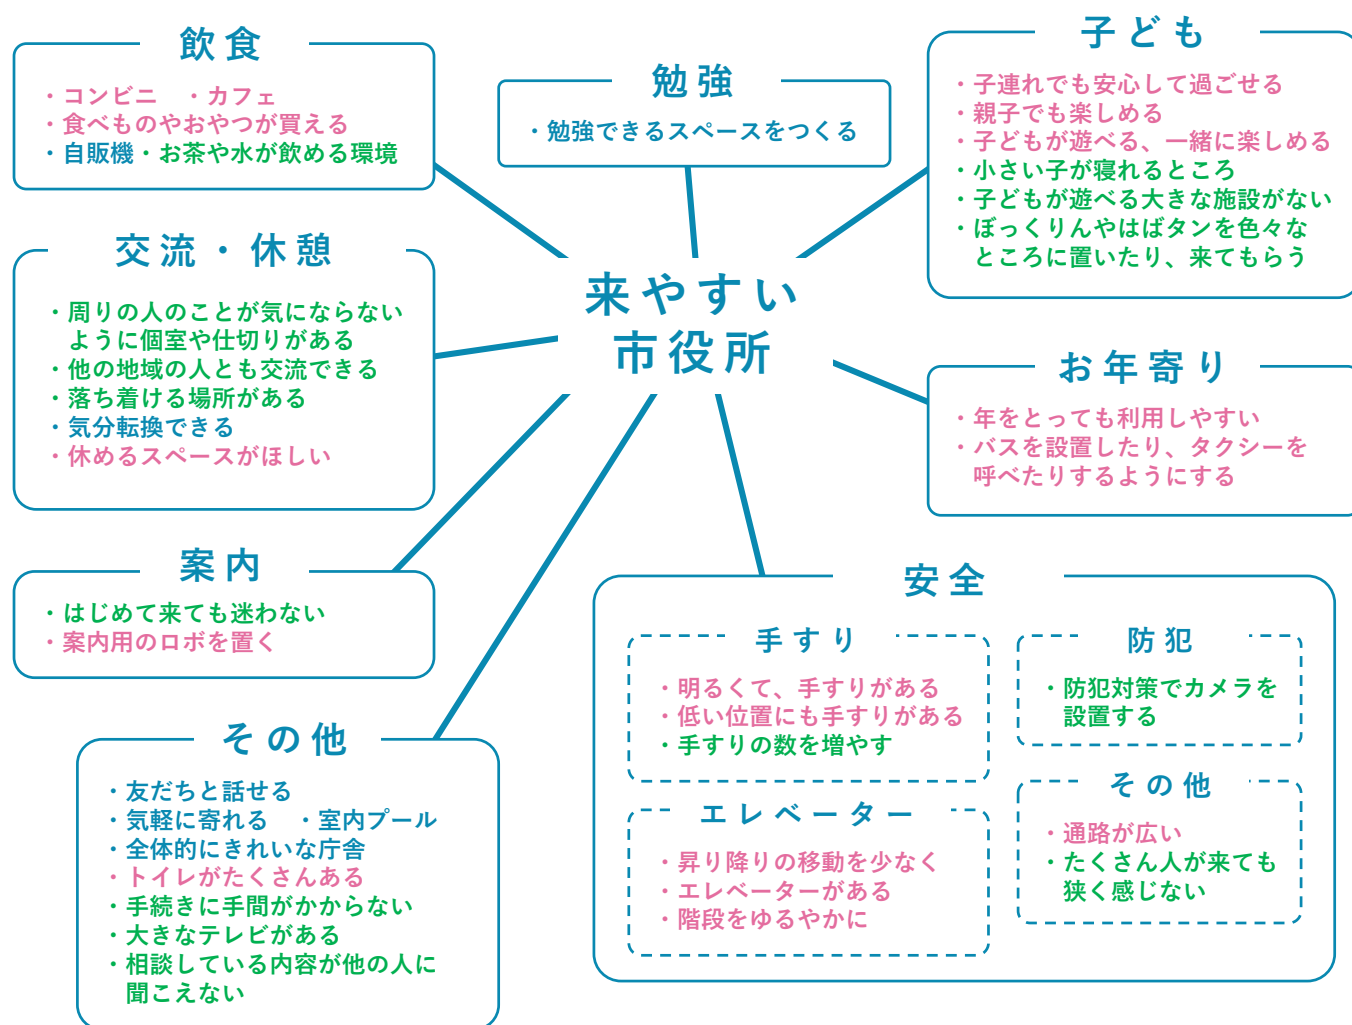 飲食
・コンビニ ・カフェ
・食べものやおやつが買える
・自販機・お茶や水が飲める環境
勉強
・勉強できるスペースをつくる
子ども
・子連れでも安心して過ごせる
・親子でも楽しめる
・子どもが遊べる、一緒に楽しめる
・小さい子が寝れるところ
・子どもが遊べる大きな施設がない
・ぼっくりんやはばタンを色々な
ところに置いたり、来てもらう
交流・休憩
・周りの人のことが気にならない
ように個室や仕切りがある
・他の地域の人とも交流できる
・落ち着ける場所がある
・気分転換できる
・休めるスペースがほしい
来やすい
市役所
お年寄り
・年をとっても利用しやすい
・バスを設置したり、タクシーを
呼べたりするようにする
案内
・はじめて来ても迷わない
・案内用のロボを置く
安全
手すり
・明るくて、手すりがある
・低い位置にも手すりがある
・手すりの数を増やす
防犯
・防犯対策でカメラを
設置する
エレベーター
・昇り降りの移動を少なく
・エレベーターがある
・階段をゆるやかに
その他
・通路が広い
・たくさん人が来ても
狭く感じない
その他
・友だちと話せる
・気軽に寄れる ・室内プール
・全体的にきれいな庁舎
・トイレがたくさんある
・手続きに手間がかからない
・大きなテレビがある
・相談している内容が他の人に
聞こえない